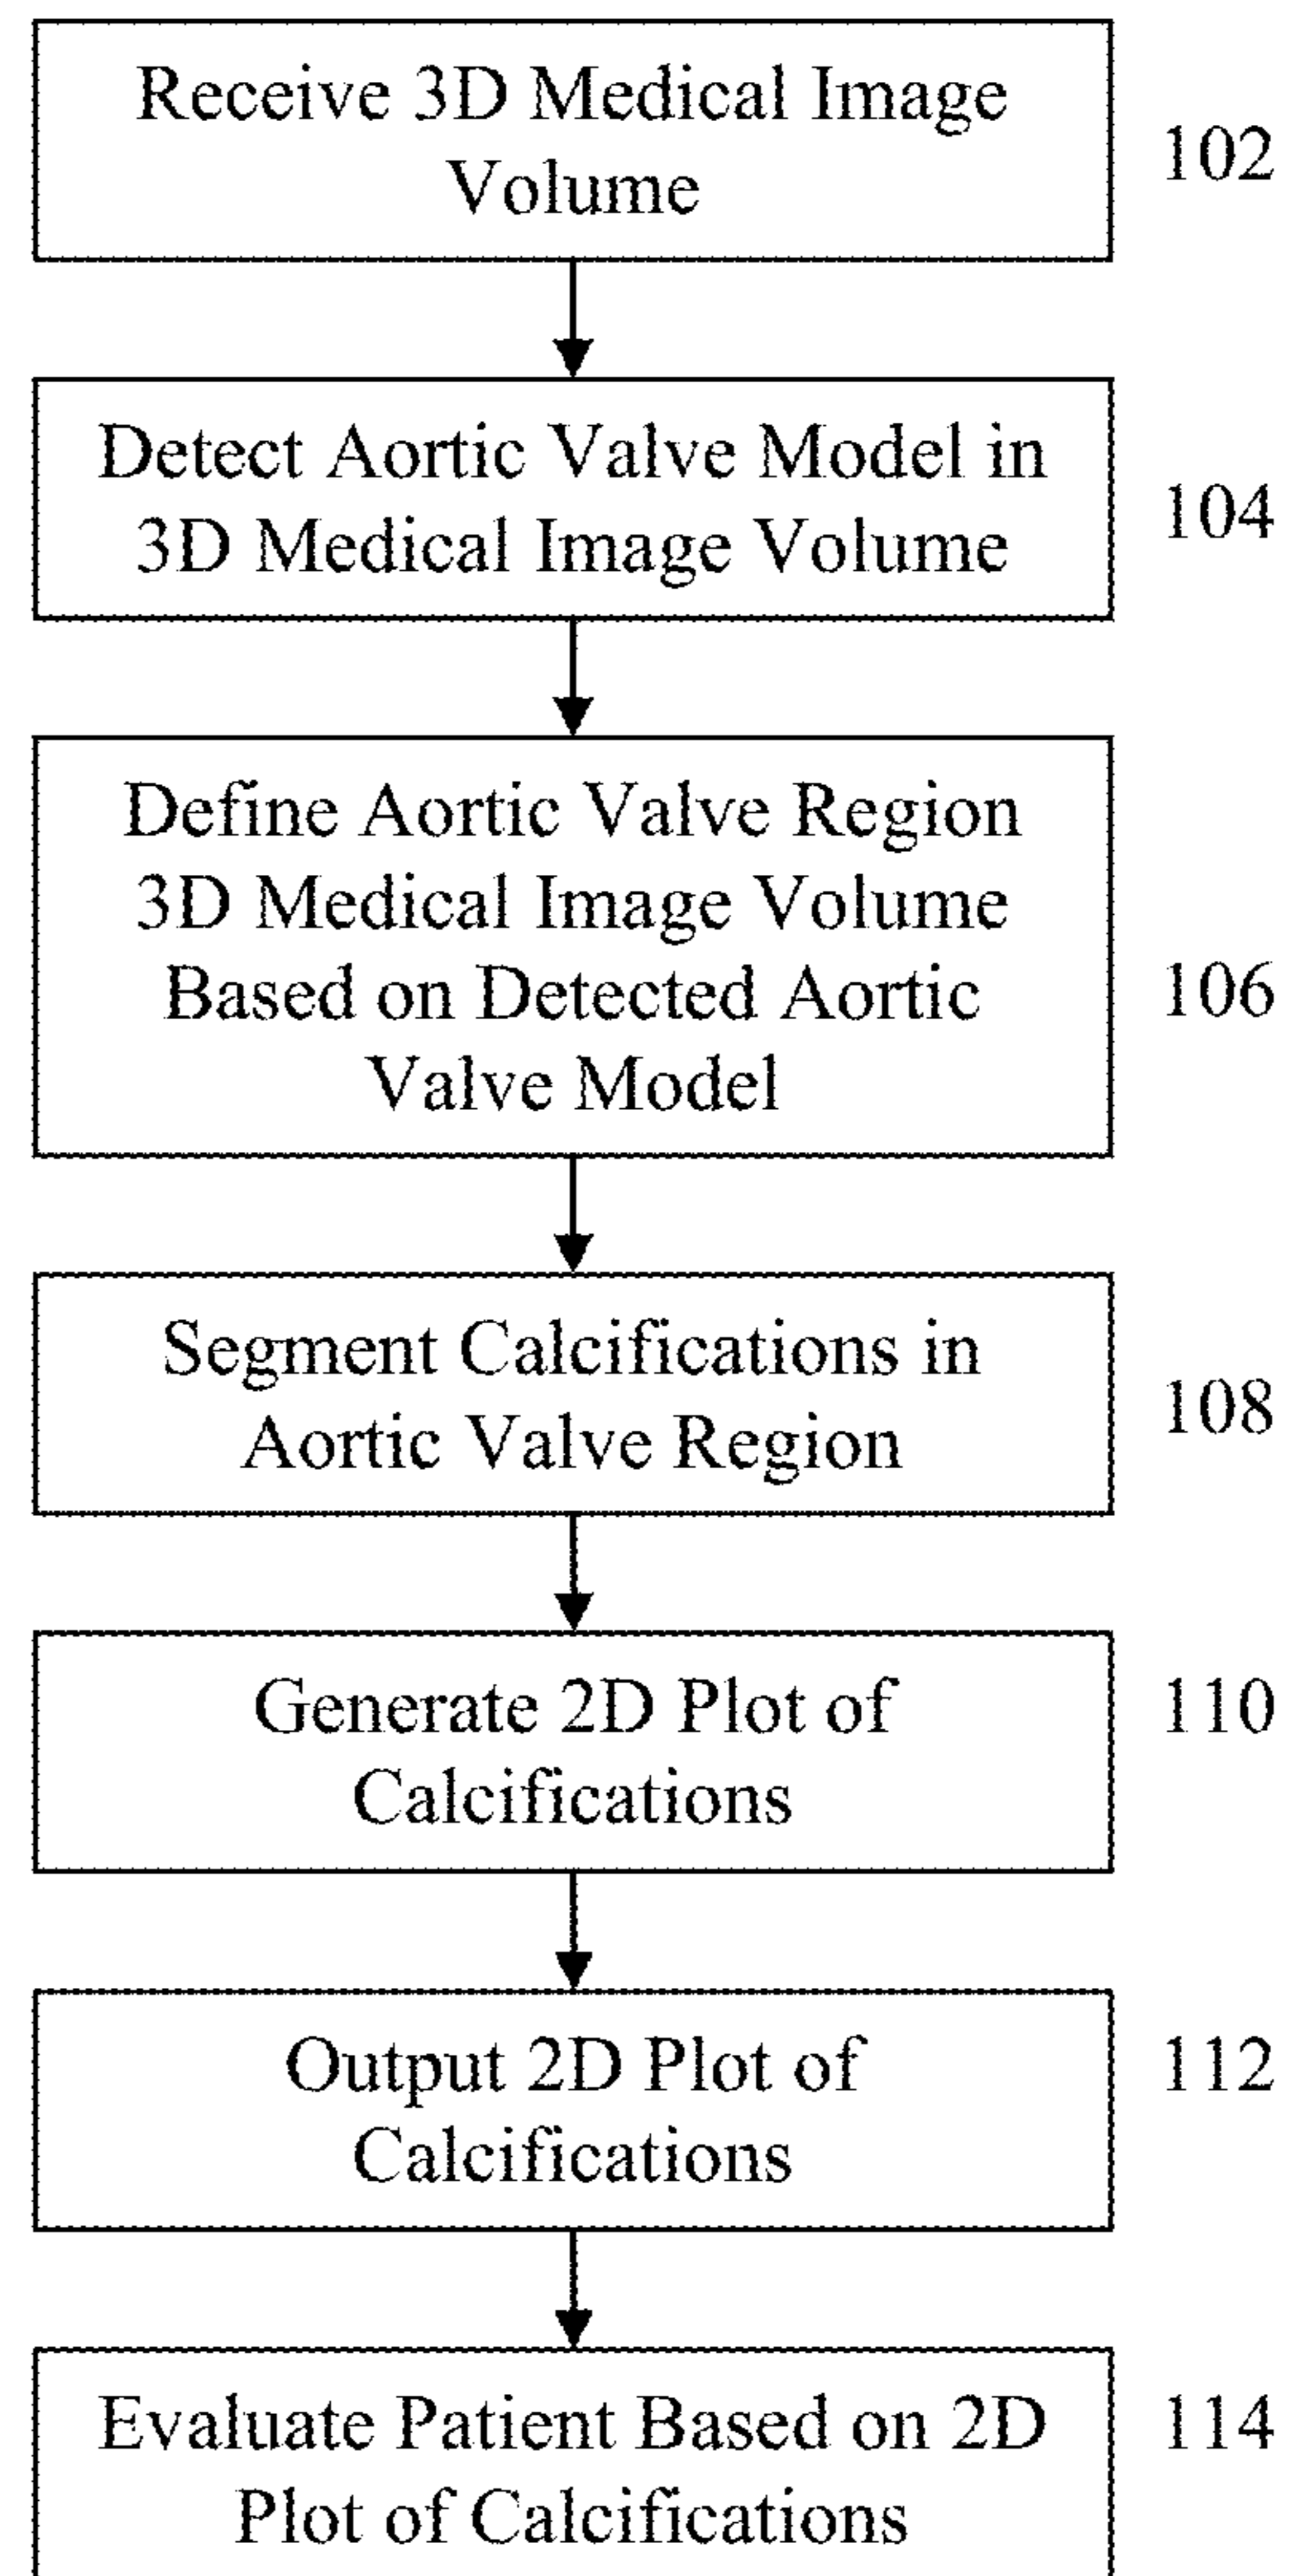 Receive 3D Medical Image
Volume
102
Detect Aortic Valve Model in
3D Medical Image Volume
104
Define Aortic Valve Region
3D Medical Image Volume
Based on Detected Aortic
Valve Model
106
Segment Calcifications in
Aortic Valve Region
108
Generate 2D Plot of
Calcifications
110
Output 2D Plot of
Calcifications
112
Evaluate Patient Based on 2D
Plot of Calcifications
114